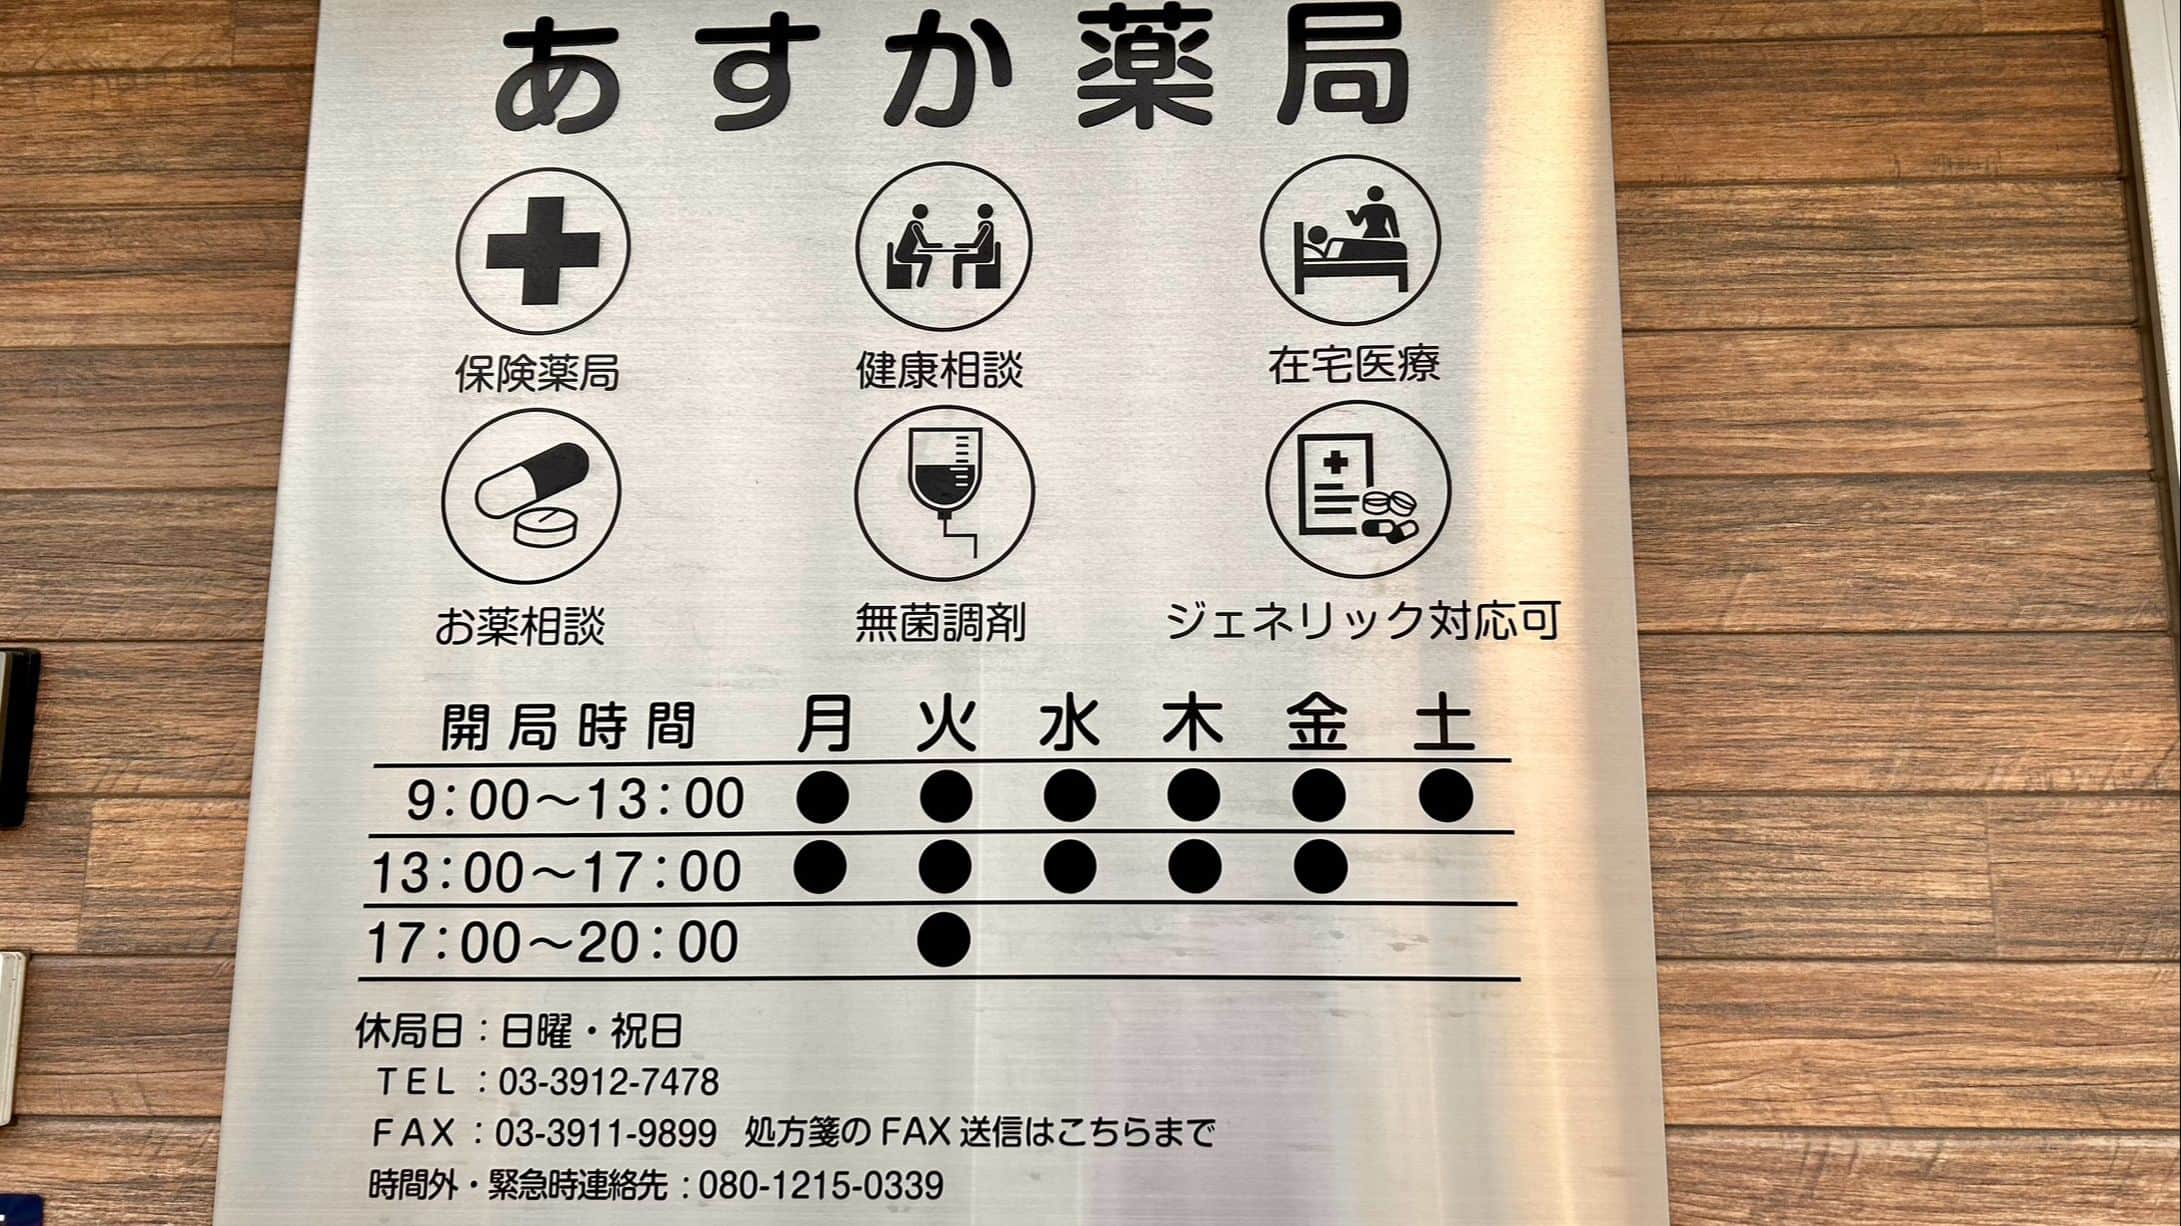 あすか薬局
保険薬局 健康相談 在宅医療
お薬相談 無菌調剤 ジェネリック対応可
開局時間 月 火 水 木 金 土
9:00〜13:00 ● ● ● ● ● ●
13:00〜17:00 ● ● ● ● ●
17:00〜20:00 ●
休局日：日曜・祝日
TEL：03-3912-7478
FAX：03-3911-9899 処方箋のFAX送信はこちらまで
時間外・緊急時連絡先：080-1215-0339